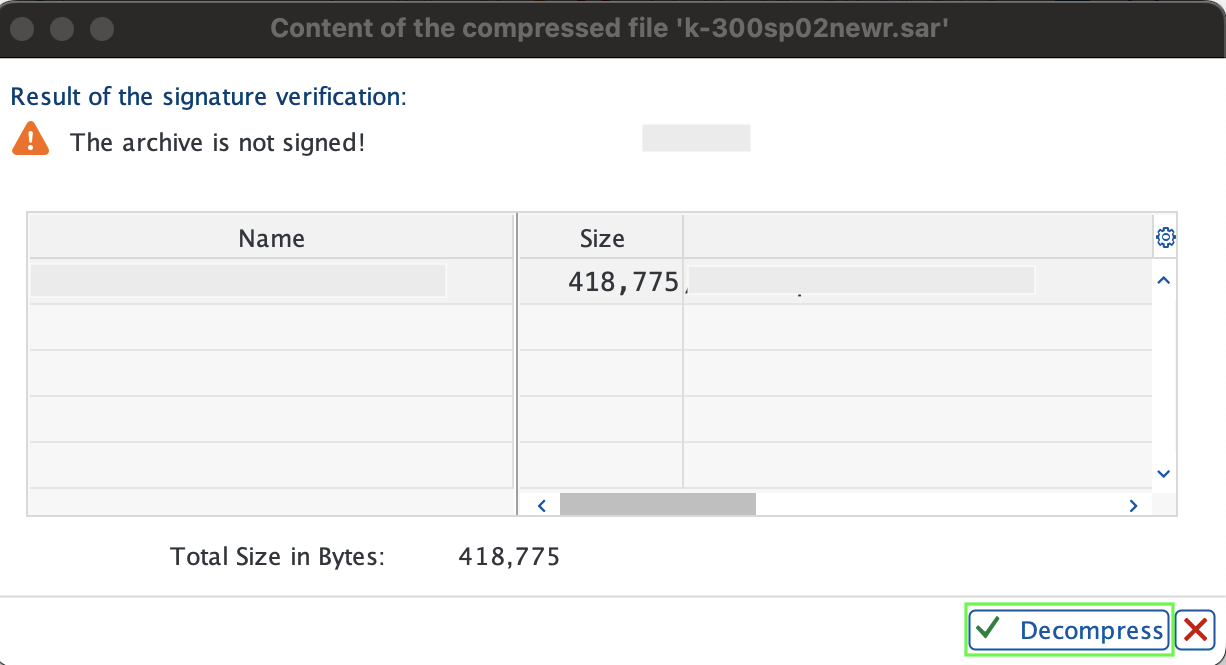 Content of the compressed file 'k-300sp02newr.sar'
Result of the signature verification:
The archive is not signed!
Name Size
418,775
Total Size in Bytes: 418,775
Decompress